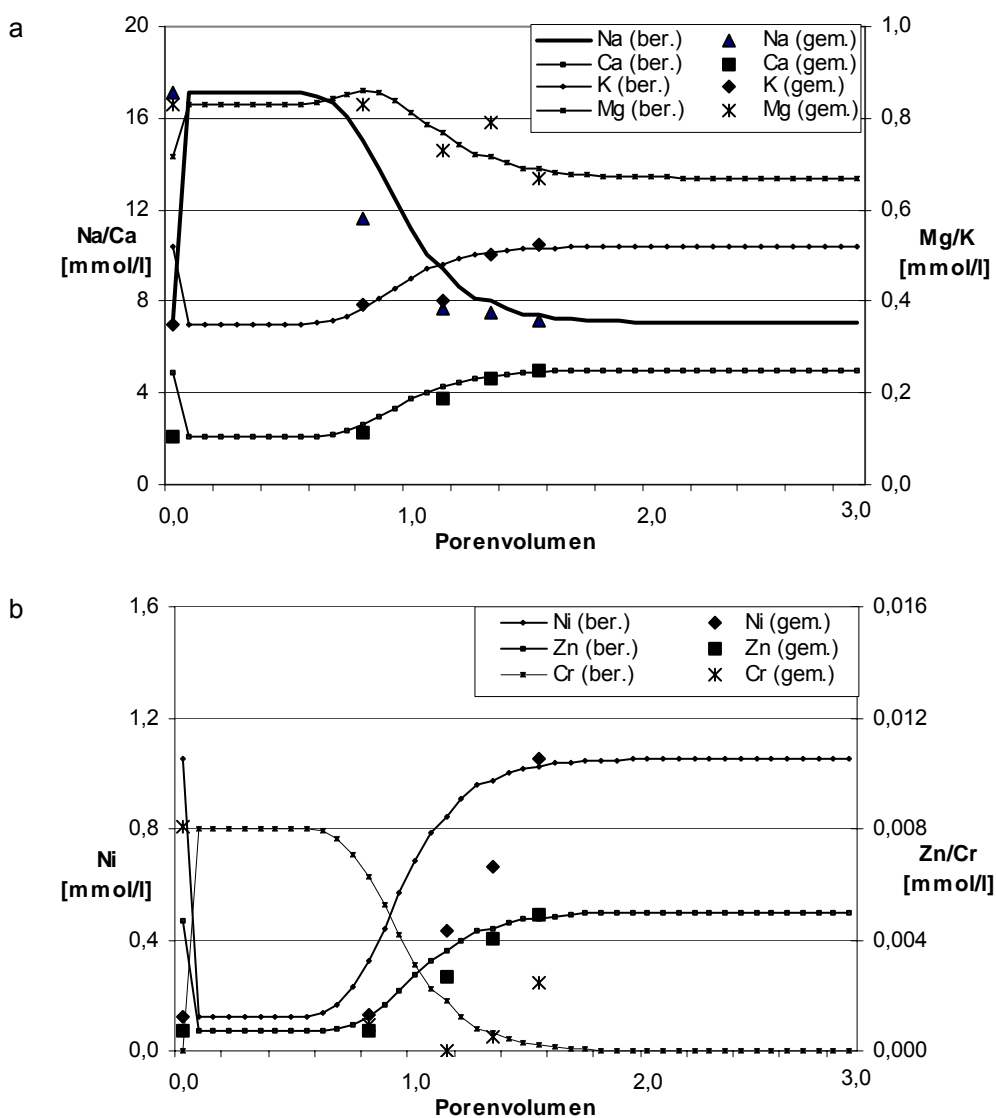 a
20
16
12
8
4
0
Na/Ca
[mmol/l]
Na (ber.) Na (gem.)
Ca (ber.) Ca (gem.)
K (ber.) K (gem.)
Mg (ber.) Mg (gem.)
1,0
0,8
0,6
0,4
0,2
0,0
Mg/K
[mmol/l]
0,0 1,0 2,0 3,0
Porenvolumen
b
1,6
1,2
0,8
0,4
0,0
Ni
[mmol/l]
Ni (ber.) Ni (gem.)
Zn (ber.) Zn (gem.)
Cr (ber.) Cr (gem.)
0,016
0,012
0,008
0,004
0,000
Zn/Cr
[mmol/l]
0,0 1,0 2,0 3,0
Porenvolumen